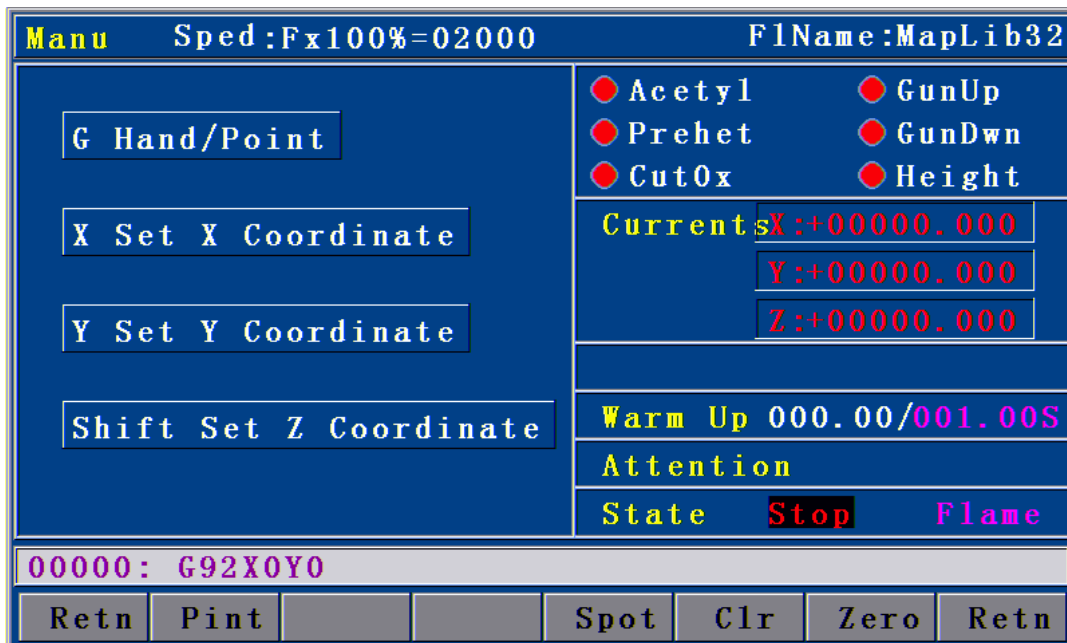 Manu Sped:Fx100%=02000 FlName:MapLib32
G Hand/Point
X Set X Coordinate
Y Set Y Coordinate
Shift Set Z Coordinate
Acetyl GunUp
Prehet GunDwn
CutOx Height
Currents X:+00000.000
Y:+00000.000
Z:+00000.000
Warm Up 000.00/001.00S
Attention
State Stop Flame
00000: G92X0Y0
Retn Pint Spot Clr Zero Retn